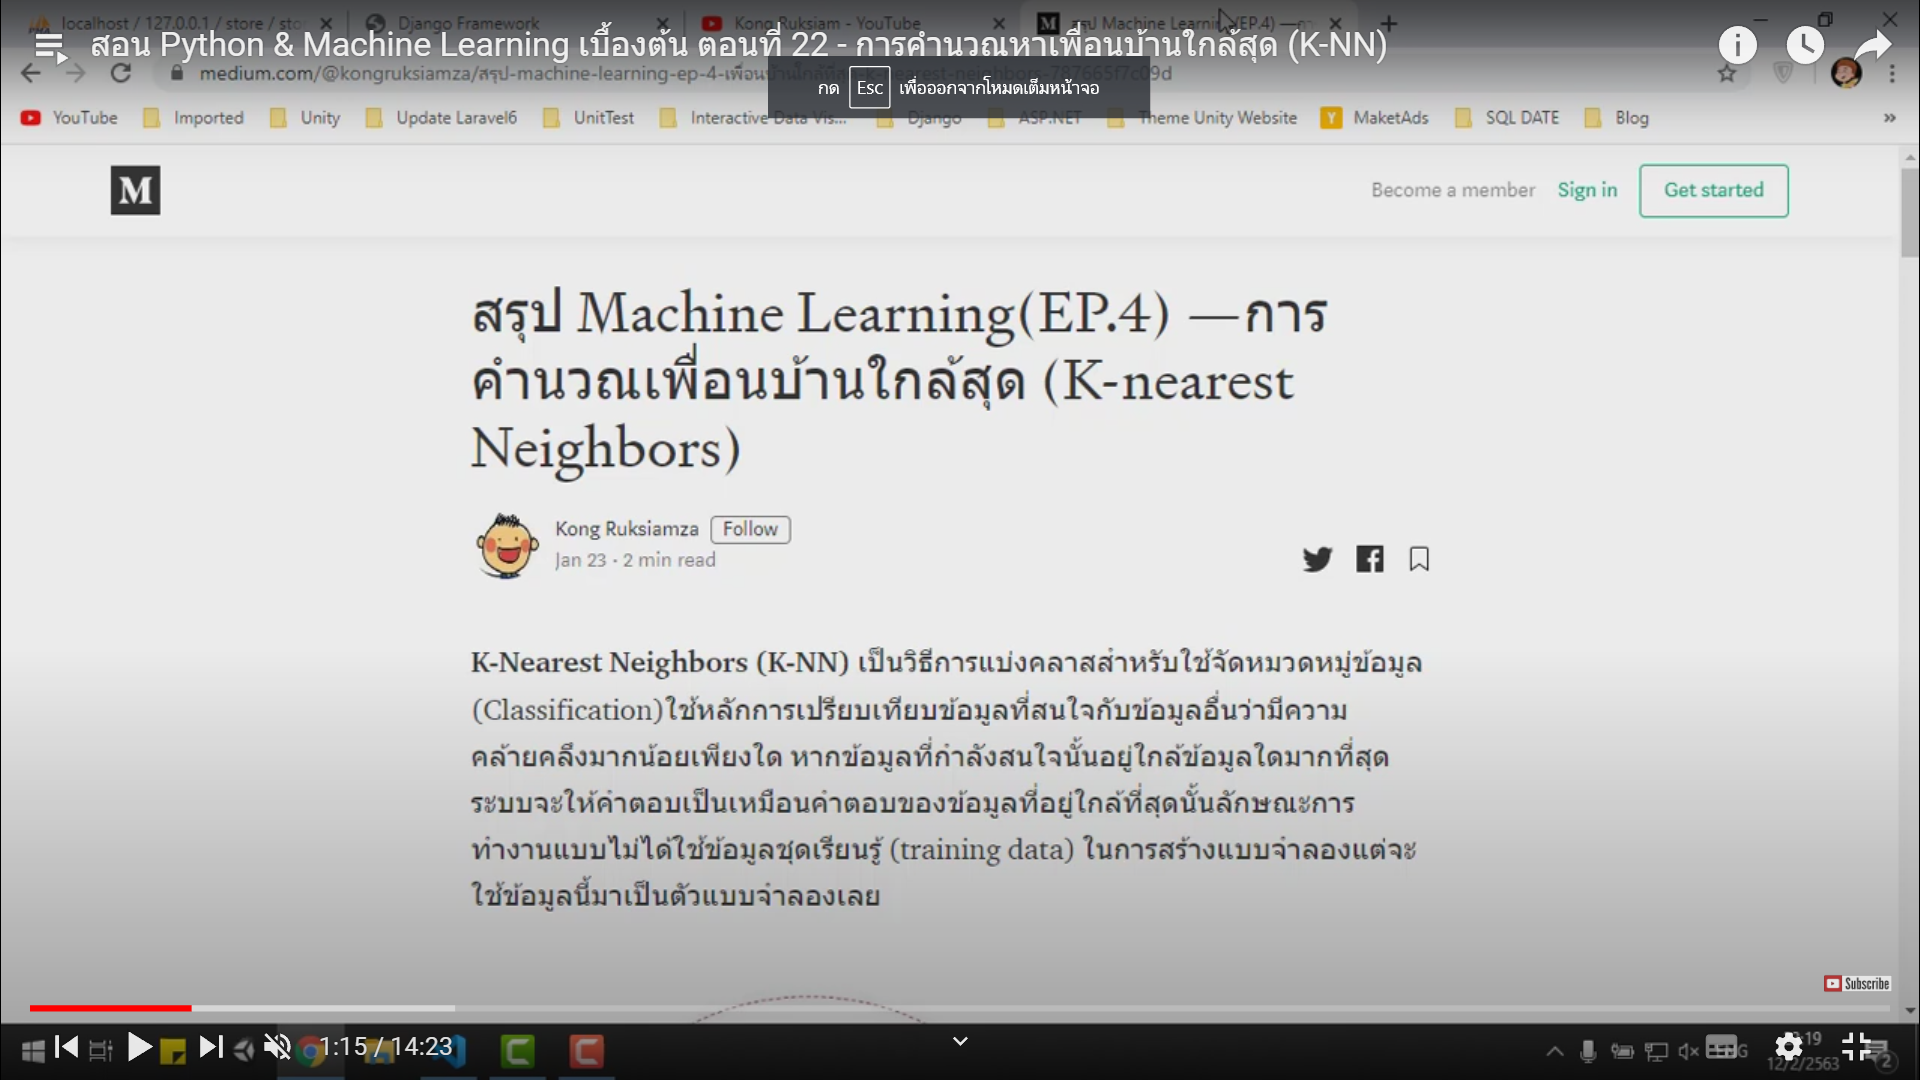 localhost / 127.0.0.1 / store / sto
Django Framework
Kong Ruksiam - YouTube
สรุป Machine Learning(EP.4) —การ
สอน Python & Machine Learning เบื้องต้น ตอนที่ 22 - การคำนวณหาเพื่อนบ้านใกล้สุด (K-NN)
medium.com/@kongruksiamza/สรุป-machine-learning-ep-4-เพื่อนบ้านใกล้ที่สุด-k-nearest-neighbors-787665f7c09d
กด Esc เพื่อออกจากโหมดเต็มหน้าจอ
YouTube Imported Unity Update Laravel6 UnitTest Interactive Data Vis... Django ASP.NET Theme Unity Website MaketAds SQL DATE Blog »
M
Become a member Sign in Get started
สรุป Machine Learning(EP.4) —การ
คำนวณเพื่อนบ้านใกล้สุด (K-nearest
Neighbors)
Kong Ruksiamza Follow
Jan 23 · 2 min read
K-Nearest Neighbors (K-NN) เป็นวิธีการแบ่งคลาสสำหรับใช้จัดหมวดหมู่ข้อมูล
(Classification)ใช้หลักการเปรียบเทียบข้อมูลที่สนใจกับข้อมูลอื่นว่ามีความ
คล้ายคลึงมากน้อยเพียงใด หากข้อมูลที่กำลังสนใจนั้นอยู่ใกล้ข้อมูลใดมากที่สุด
ระบบจะให้คำตอบเป็นเหมือนคำตอบของข้อมูลที่อยู่ใกล้ที่สุดนั้นลักษณะการ
ทำงานแบบไม่ได้ใช้ข้อมูลชุดเรียนรู้ (training data) ในการสร้างแบบจำลองแต่จะ
ใช้ข้อมูลนี้มาเป็นตัวแบบจำลองเลย
Subscribe
1:15 / 14:23
12/2/2563
2